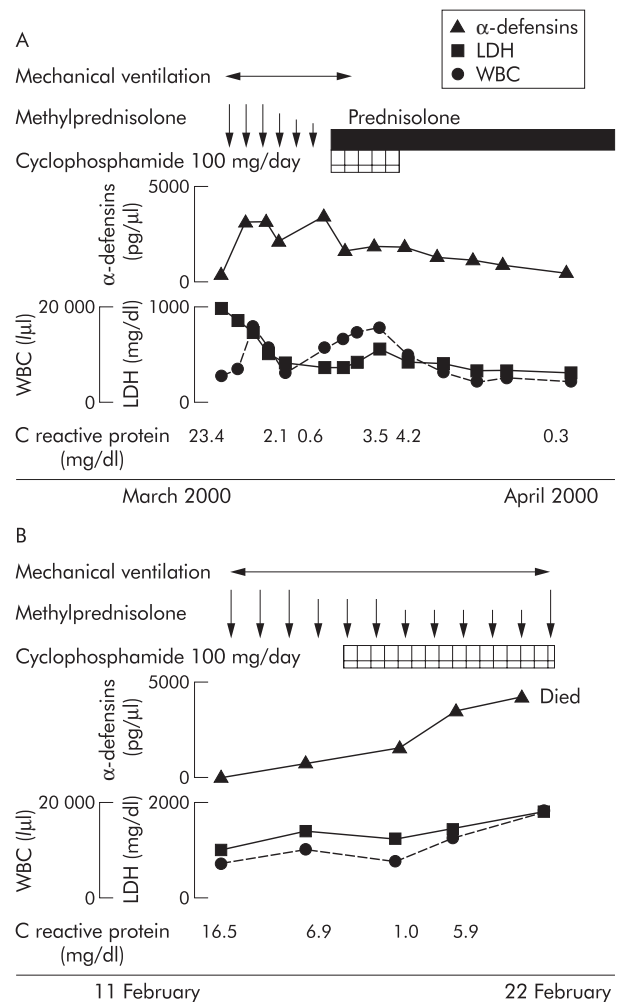 A
α-defensins
LDH
WBC
Mechanical ventilation
Methylprednisolone
Prednisolone
Cyclophosphamide 100 mg/day
5000
0
α-defensins
(pg/µl)
20 000
0
WBC (/µl)
1000
0
LDH (mg/dl)
C reactive protein 23.4 2.1 0.6 3.5 4.2 0.3
(mg/dl)
March 2000 April 2000
B
Mechanical ventilation
Methylprednisolone
Cyclophosphamide 100 mg/day
5000
0
α-defensins
(pg/µl)
Died
20 000
0
WBC (/µl)
2000
0
LDH (mg/dl)
C reactive protein 16.5 6.9 1.0 5.9
(mg/dl)
11 February 22 February